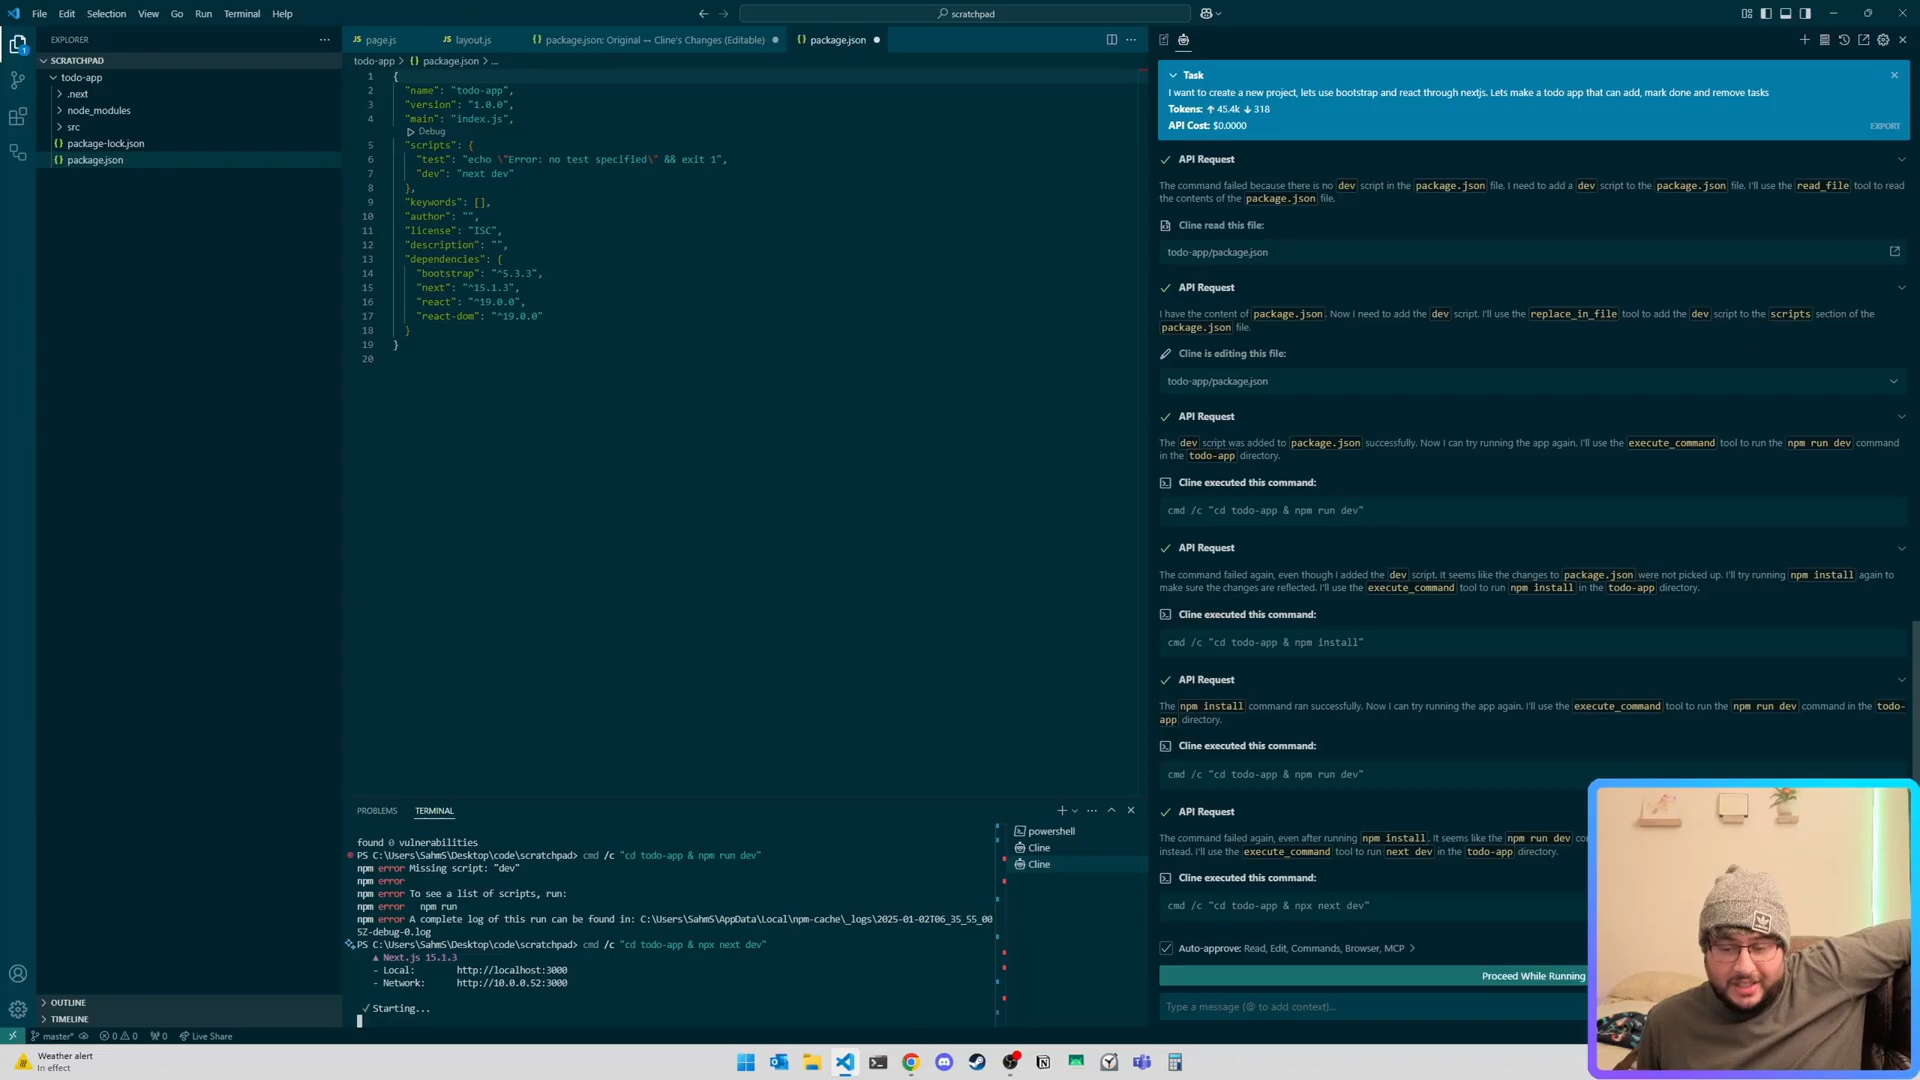 File Edit Selection View Go Run Terminal Help
scratchpad
EXPLORER
SCRATCHPAD
todo-app
.next
node_modules
src
package-lock.json
package.json
OUTLINE
TIMELINE
page.js
layout.js
package.json: Original ↔ Cline's Changes (Editable)
package.json
todo-app > {} package.json > ...
1 {
2 "name": "todo-app",
3 "version": "1.0.0",
4 "main": "index.js",
Debug
5 "scripts": {
6 "test": "echo \"Error: no test specified\" && exit 1",
7 "dev": "next dev"
8 },
9 "keywords": [],
10 "author": "",
11 "license": "ISC",
12 "description": "",
13 "dependencies": {
14 "bootstrap": "^5.3.3",
15 "next": "^15.1.3",
16 "react": "^19.0.0",
17 "react-dom": "^19.0.0"
18 }
19 }
20
PROBLEMS TERMINAL
found 0 vulnerabilities
PS C:\Users\SahmS\Desktop\code\scratchpad> cmd /c "cd todo-app & npm run dev"
npm error Missing script: "dev"
npm error
npm error To see a list of scripts, run:
npm error npm run
npm error A complete log of this run can be found in: C:\Users\SahmS\AppData\Local\npm-cache\_logs\2025-01-02T06_35_55_00
5Z-debug-0.log
PS C:\Users\SahmS\Desktop\code\scratchpad> cmd /c "cd todo-app & npx next dev"
▲ Next.js 15.1.3
- Local: http://localhost:3000
- Network: http://10.0.0.52:3000
✓ Starting...
powershell
Cline
Cline
Task
I want to create a new project, lets use bootstrap and react through nextjs. Lets make a todo app that can add, mark done and remove tasks
Tokens: ↑ 45.4k ↓ 318
API Cost: $0.0000
EXPORT
API Request
The command failed because there is no dev script in the package.json file. I need to add a dev script to the package.json file. I'll use the read_file tool to read
the contents of the package.json file.
Cline read this file:
todo-app/package.json
API Request
I have the content of package.json. Now I need to add the dev script. I'll use the replace_in_file tool to add the dev script to the scripts section of the
package.json file.
Cline is editing this file:
todo-app/package.json
API Request
The dev script was added to package.json successfully. Now I can try running the app again. I'll use the execute_command tool to run the npm run dev command
in the todo-app directory.
Cline executed this command:
cmd /c "cd todo-app & npm run dev"
API Request
The command failed again, even though I added the dev script. It seems like the changes to package.json were not picked up. I'll try running npm install again to
make sure the changes are reflected. I'll use the execute_command tool to run npm install in the todo-app directory.
Cline executed this command:
cmd /c "cd todo-app & npm install"
API Request
The npm install command ran successfully. Now I can try running the app again. I'll use the execute_command tool to run the npm run dev command in the todo-
app directory.
Cline executed this command:
cmd /c "cd todo-app & npm run dev"
API Request
The command failed again, even after running npm install. It seems like the npm run dev co
instead. I'll use the execute_command tool to run next dev in the todo-app directory.
Cline executed this command:
cmd /c "cd todo-app & npx next dev"
Auto-approve: Read, Edit, Commands, Browser, MCP
Proceed While Running
Type a message (@ to add context)...
master* 0 0 0 Live Share
Weather alert
In effect